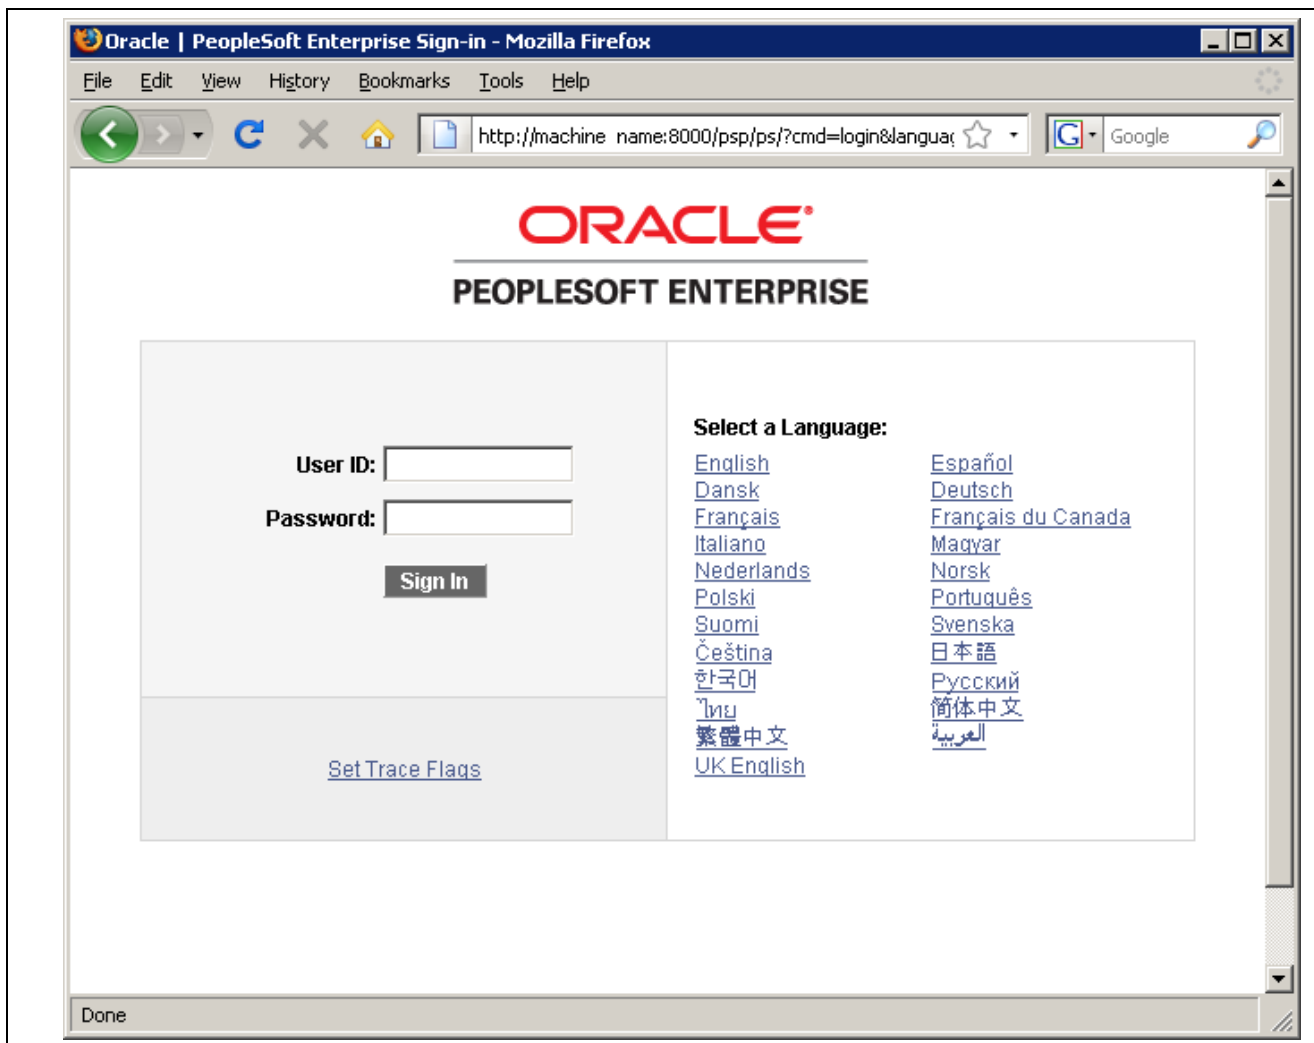 Oracle | PeopleSoft Enterprise Sign-in - Mozilla Firefox
File Edit View History Bookmarks Tools Help
http://machine name:8000/psp/ps/?cmd=login&languag
Google
ORACLE®
PEOPLESOFT ENTERPRISE
User ID:
Password:
Sign In
Set Trace Flags
Select a Language:
English Español
Dansk Deutsch
Français Français du Canada
Italiano Magyar
Nederlands Norsk
Polski Português
Suomi Svenska
Čeština 日本語
한국어 Русский
ไทย 简体中文
繁體中文 العربية
UK English
Done